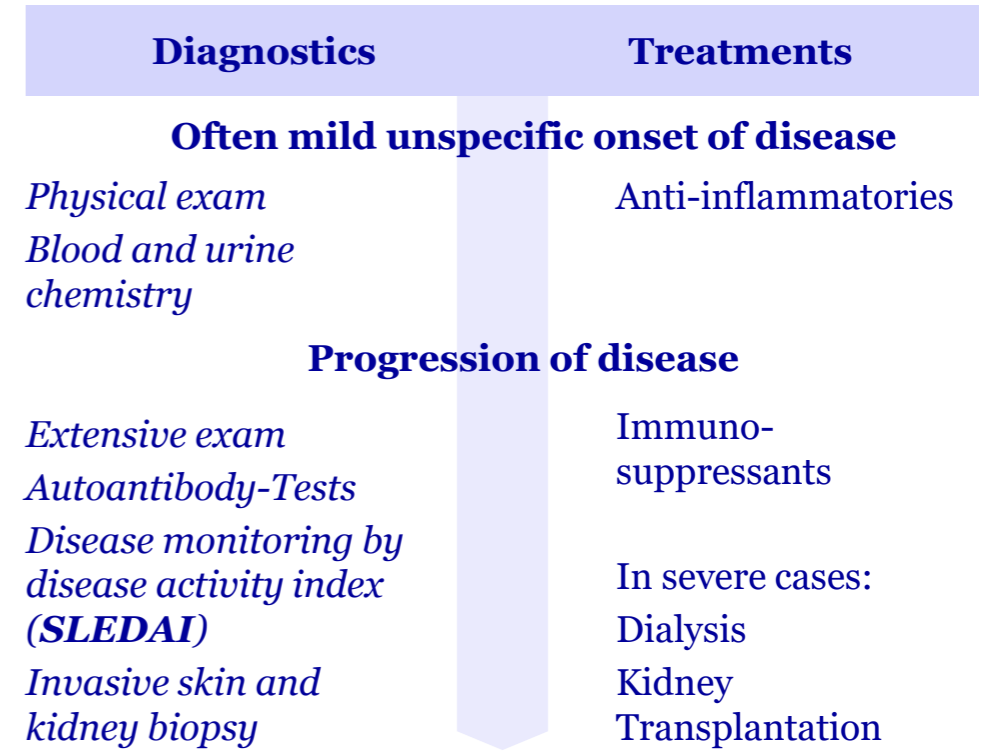 Diagnostics
Treatments
Often mild unspecific onset of disease
Physical exam
Blood and urine
chemistry
Anti-inflammatories
Progression of disease
Extensive exam
Autoantibody-Tests
Disease monitoring by
disease activity index
(SLEDAI)
Invasive skin and
kidney biopsy
Immuno-
suppressants
In severe cases:
Dialysis
Kidney
Transplantation